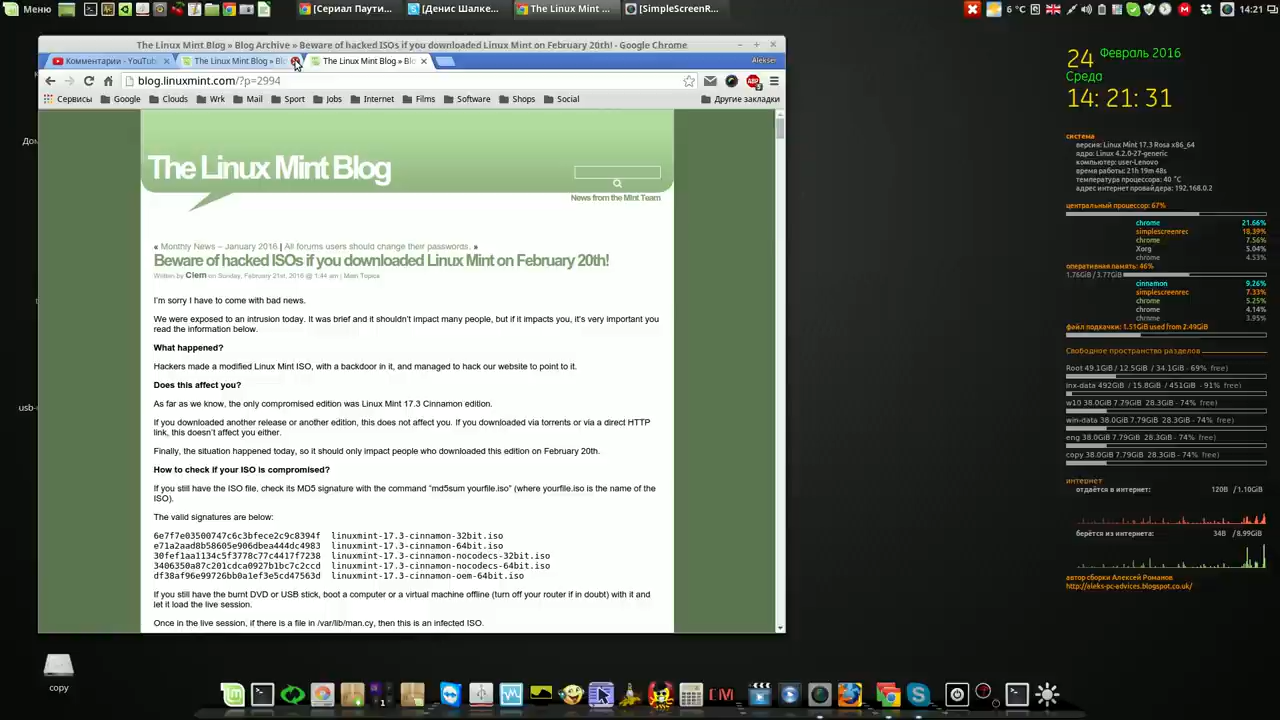 Меню
[Сериал Паути...
[Денис Шалке...
The Linux Mint ...
[SimpleScreenR...
6 °C
14:21
The Linux Mint Blog » Blog Archive » Beware of hacked ISOs if you downloaded Linux Mint on February 20th! - Google Chrome
Комментарии - YouTub
The Linux Mint Blog » Blo
The Linux Mint Blog » Blo
Алексе
blog.linuxmint.com/?p=2994
Сервисы
Google
Clouds
Wrk
Mail
Sport
Jobs
Internet
Films
Software
Shops
Social
Другие закладки
The Linux Mint Blog
News from the Mint Team
« Monthly News – January 2016 | All forums users should change their passwords. »
Beware of hacked ISOs if you downloaded Linux Mint on February 20th!
Written by Clem on Sunday, February 21st, 2016 @ 1:44 am | Main Topics
I'm sorry I have to come with bad news.
We were exposed to an intrusion today. It was brief and it shouldn't impact many people, but if it impacts you, it's very important you
read the information below.
What happened?
Hackers made a modified Linux Mint ISO, with a backdoor in it, and managed to hack our website to point to it.
Does this affect you?
As far as we know, the only compromised edition was Linux Mint 17.3 Cinnamon edition.
If you downloaded another release or another edition, this does not affect you. If you downloaded via torrents or via a direct HTTP
link, this doesn't affect you either.
Finally, the situation happened today, so it should only impact people who downloaded this edition on February 20th.
How to check if your ISO is compromised?
If you still have the ISO file, check its MD5 signature with the command "md5sum yourfile.iso" (where yourfile.iso is the name of the
ISO).
The valid signatures are below:
6e7f7e03500747c6c3bfece2c9c8394f linuxmint-17.3-cinnamon-32bit.iso
e71a2aad8b58605e906dbea444dc4983 linuxmint-17.3-cinnamon-64bit.iso
30fef1aa1134c5f3778c77c4417f7238 linuxmint-17.3-cinnamon-nocodecs-32bit.iso
3406350a87c201cdca0927b1bc7c2ccd linuxmint-17.3-cinnamon-nocodecs-64bit.iso
df38af96e99726bb0a1ef3e5cd47563d linuxmint-17.3-cinnamon-oem-64bit.iso
If you still have the burnt DVD or USB stick, boot a computer or a virtual machine offline (turn off your router if in doubt) with it and
let it load the live session.
Once in the live session, if there is a file in /var/lib/man.cy, then this is an infected ISO.
copy
24 Февраль 2016
Среда
14: 21: 31
система
версия: Linux Mint 17.3 Rosa x86_64
ядро: Linux 4.2.0-27-generic
компьютер: user-Lenovo
время работы: 21h 19m 48s
температура процессора: 40 °C
адрес интернет провайдера: 192.168.0.2
центральный процессор: 67%
chrome 21.66%
simplescreenrec 18.39%
chrome 7.56%
Xorg 5.04%
chrome 4.53%
оперативная память: 46%
1.76GiB / 3.77GiB
cinnamon 9.26%
simplescreenrec 7.33%
chrome 5.25%
chrome 4.14%
chrome 3.95%
файл подкачки: 1.51GiB used from 2.49GiB
Свободное пространство разделов
Root 49.1GiB / 12.5GiB / 34.1GiB - 69% free)
lnx-data 492GiB / 15.8GiB / 451GiB - 91% free)
w10 38.0GiB 7.79GiB 28.3GiB - 74% free)
win-data 38.0GiB 7.79GiB 28.3GiB - 74% free)
eng 38.0GiB 7.79GiB 28.3GiB - 74% free)
copy 38.0GiB 7.79GiB 28.3GiB - 74% free)
интернет
отдаётся в интернет: 120B / 1.10GiB
берётся из интернета: 34B / 8.99GiB
автор сборки Алексей Романов
http://aleks-pc-advices.blogspot.co.uk/